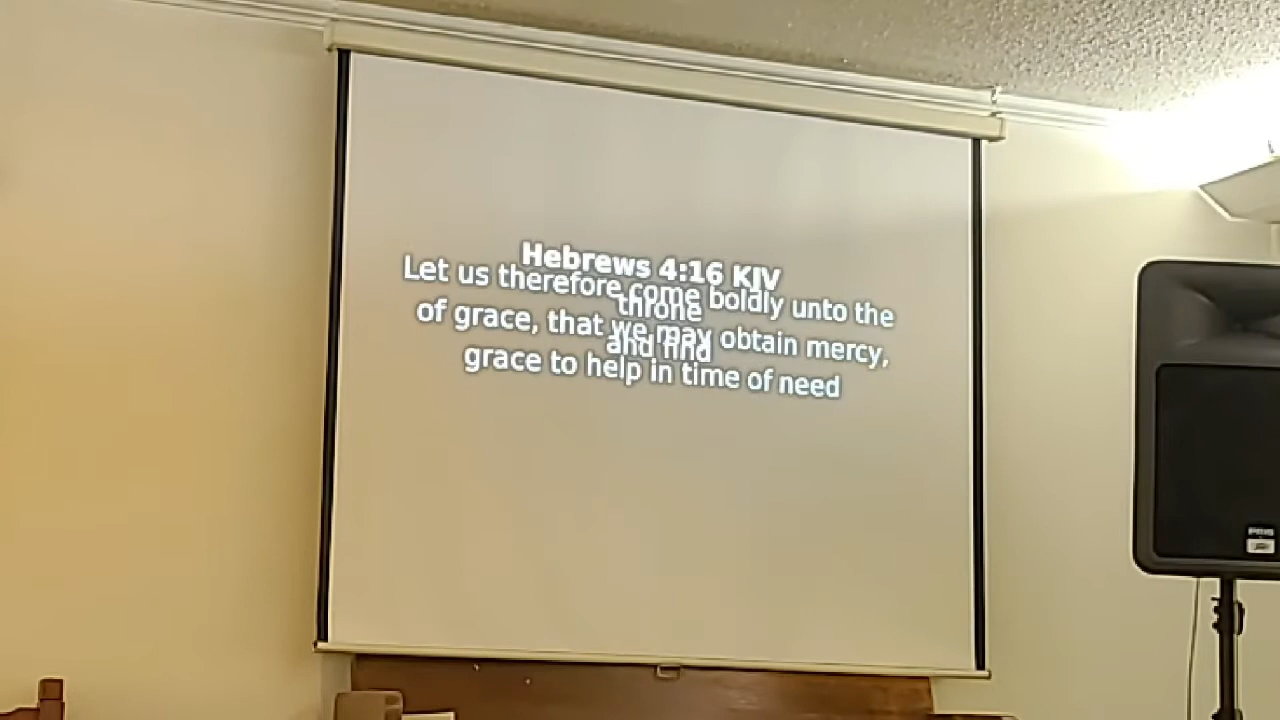 Hebrews 4:16 KJV
Let us therefore come boldly unto the
throne
of grace, that we may obtain mercy,
and find
grace to help in time of need